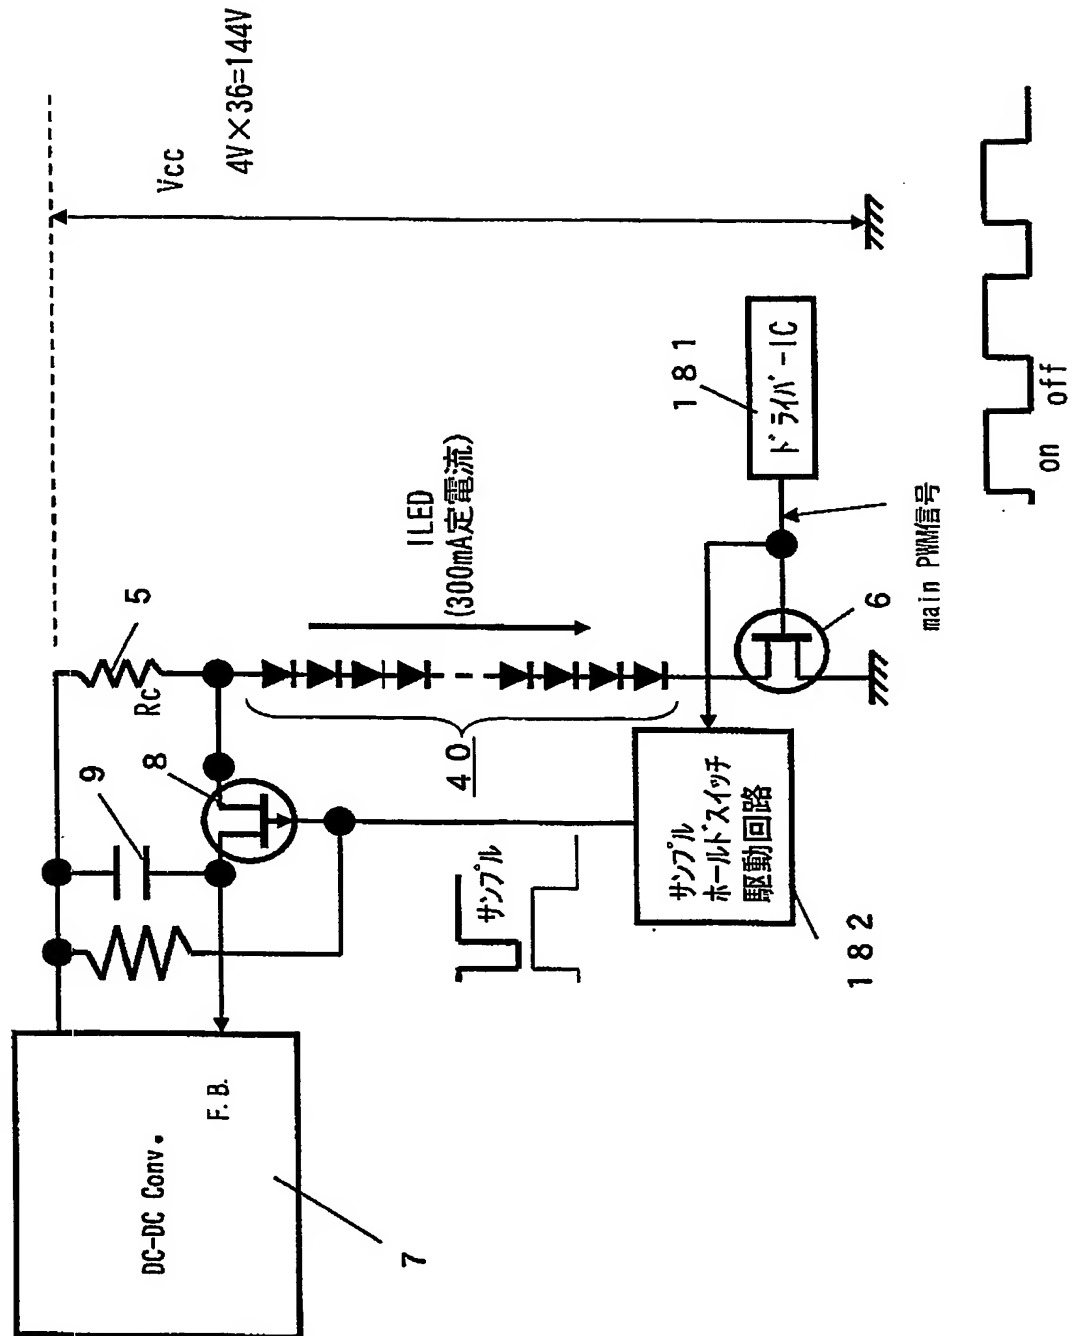 Vcc
4V×36=144V
5
Rc
9
8
DC-DC Conv.
F.B.
7
ILED
(300mA定電流)
40
サンプル
181
ドライバ-IC
main PWM信号
6
サンプル
ホールドスイッチ
駆動回路
182
on
off